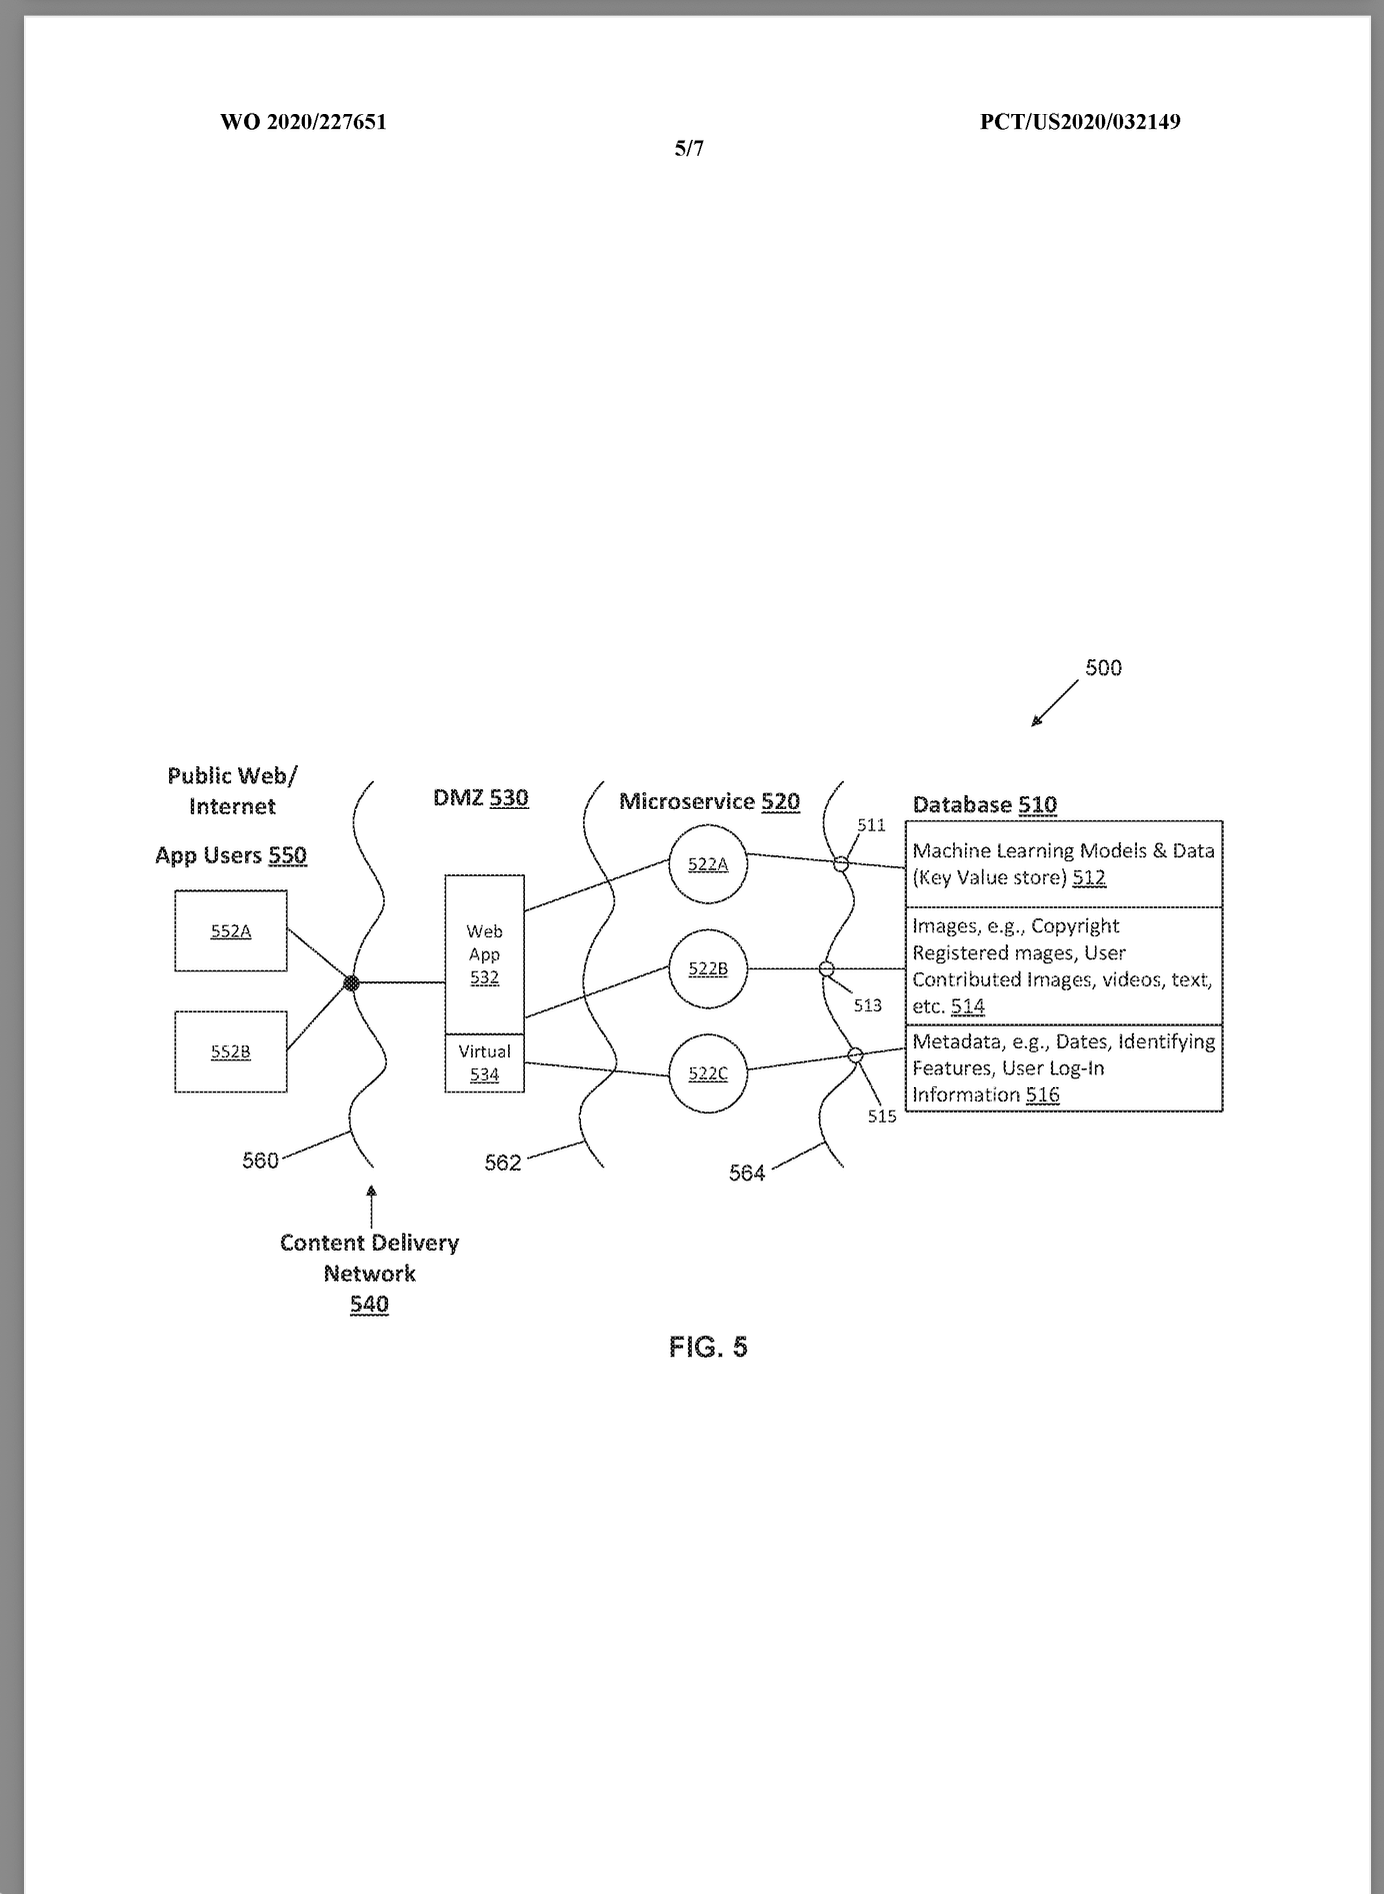 WO 2020/227651
PCT/US2020/032149
5/7
500
Public Web/
Internet
App Users 550
552A
552B
560
Content Delivery
Network
540
DMZ 530
Web
App
532
Virtual
534
562
Microservice 520
522A
522B
522C
511
513
515
564
Database 510
Machine Learning Models & Data
(Key Value store) 512
Images, e.g., Copyright
Registered mages, User
Contributed Images, videos, text,
etc. 514
Metadata, e.g., Dates, Identifying
Features, User Log-In
Information 516
FIG. 5